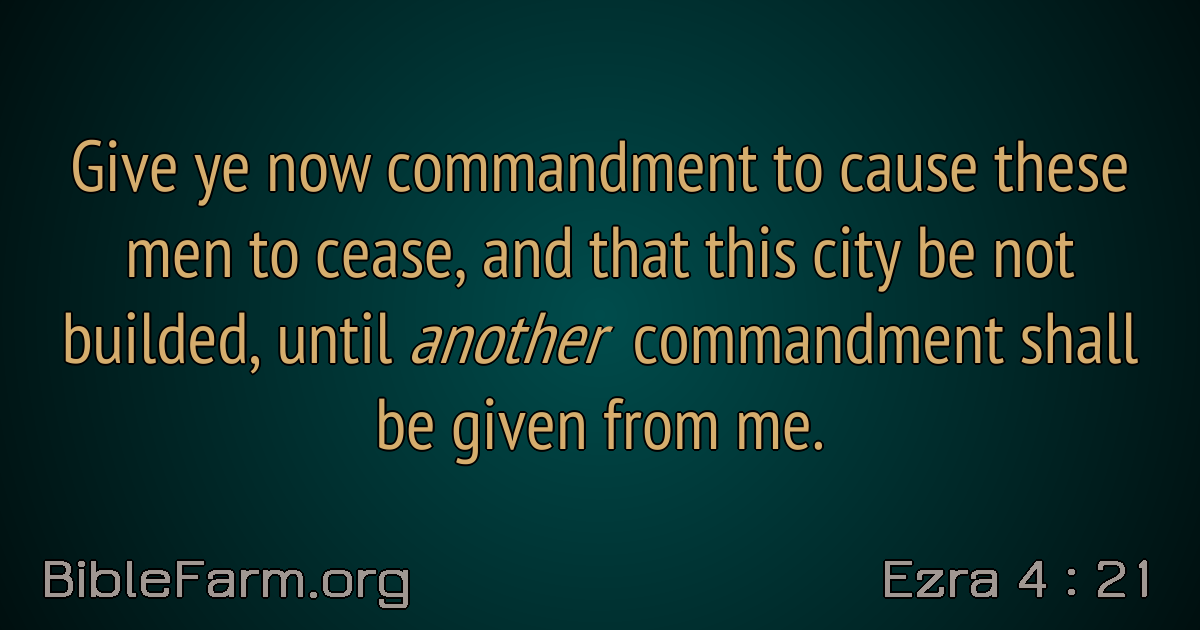 Give ye now commandment to cause these
men to cease, and that this city be not
builded, until another commandment shall
be given from me.
BibleFarm.org
Ezra 4 : 21